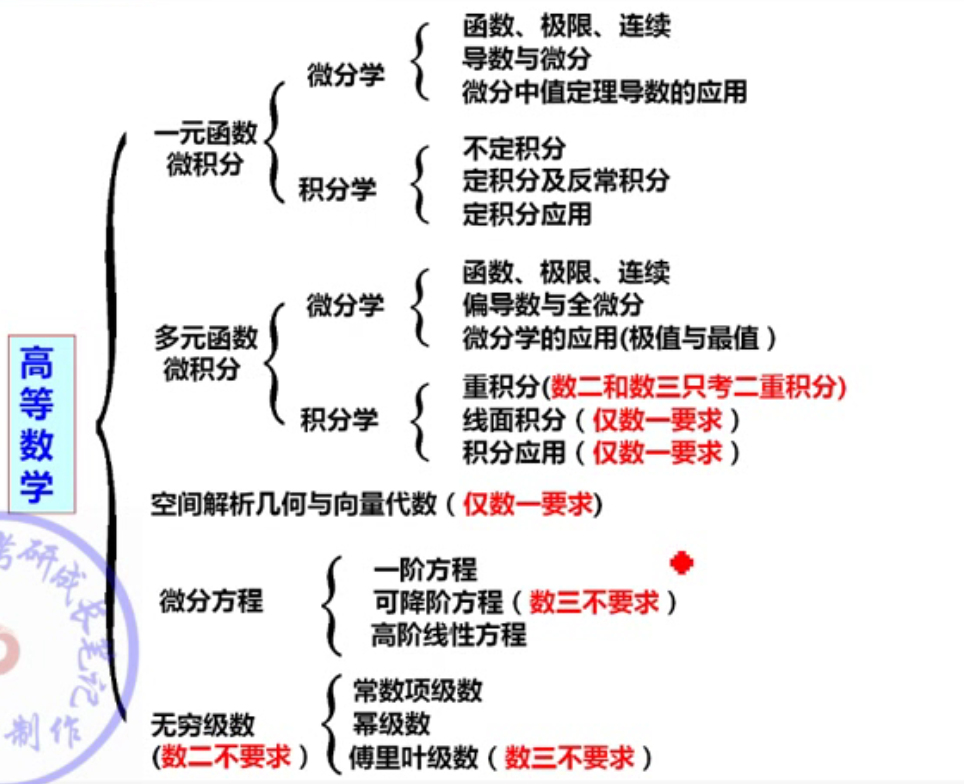 高等数学
一元函数
微积分
微分学
函数、极限、连续
导数与微分
微分中值定理导数的应用
积分学
不定积分
定积分及反常积分
定积分应用
多元函数
微积分
微分学
函数、极限、连续
偏导数与全微分
微分学的应用(极值与最值）
积分学
重积分(数二和数三只考二重积分)
线面积分（仅数一要求）
积分应用（仅数一要求）
空间解析几何与向量代数（仅数一要求)
微分方程
一阶方程
可降阶方程（数三不要求）
高阶线性方程
无穷级数
(数二不要求）
常数项级数
幂级数
傅里叶级数（数三不要求）
考研成长笔记
制作